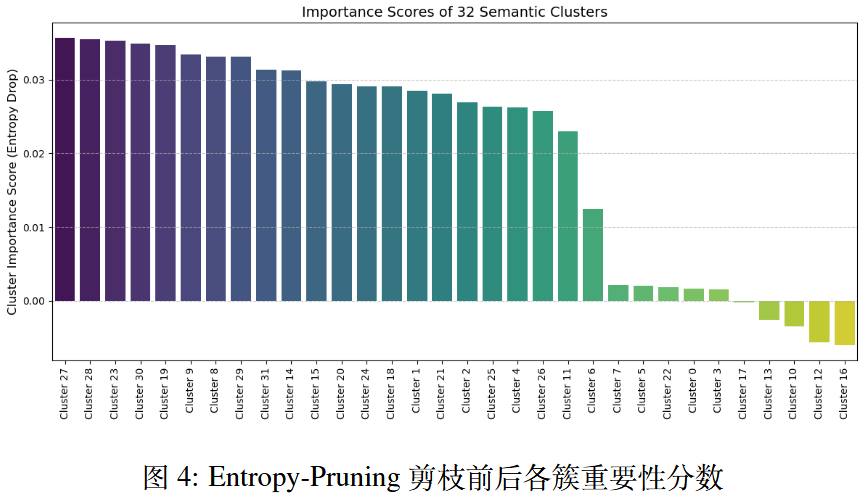 Importance Scores of 32 Semantic Clusters
Cluster Importance Score (Entropy Drop)
0.03
0.02
0.01
0.00
Cluster 27
Cluster 28
Cluster 23
Cluster 30
Cluster 19
Cluster 9
Cluster 8
Cluster 29
Cluster 31
Cluster 14
Cluster 15
Cluster 20
Cluster 24
Cluster 18
Cluster 1
Cluster 21
Cluster 2
Cluster 25
Cluster 4
Cluster 26
Cluster 11
Cluster 6
Cluster 7
Cluster 5
Cluster 22
Cluster 0
Cluster 3
Cluster 17
Cluster 13
Cluster 10
Cluster 12
Cluster 16
图 4: Entropy-Pruning 剪枝前后各簇重要性分数